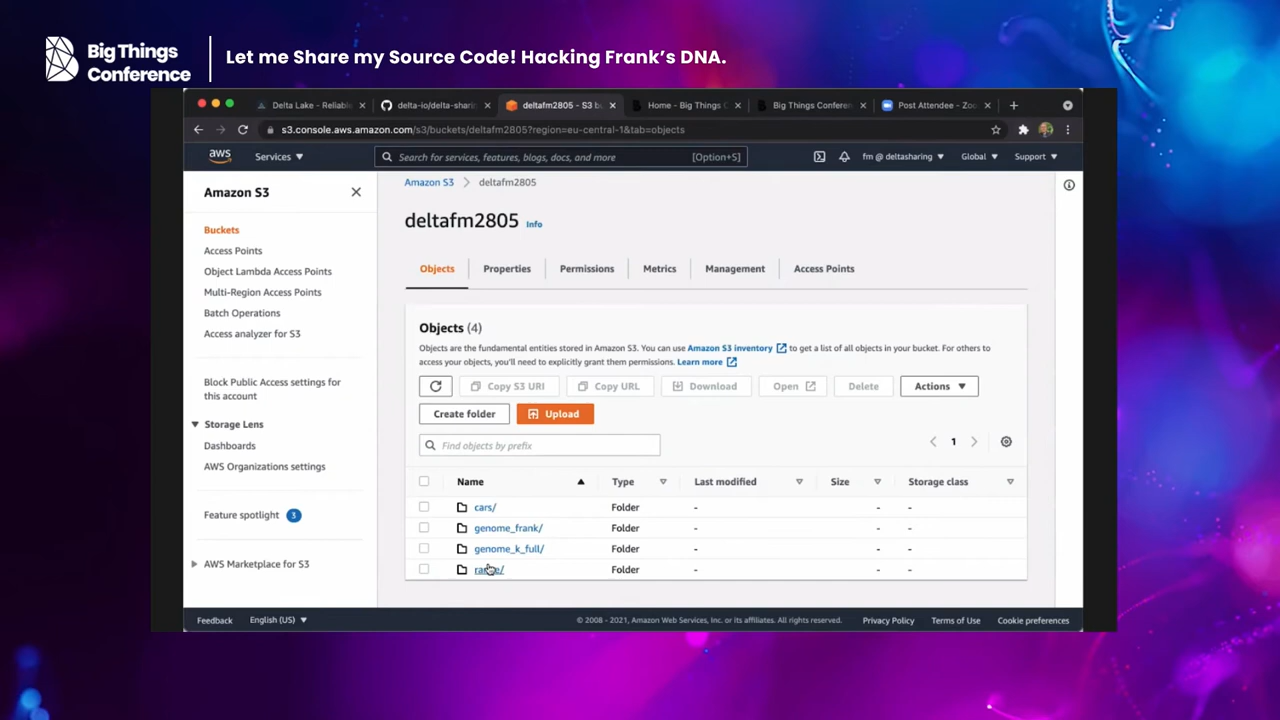 Big Things
Conference
Let me Share my Source Code! Hacking Frank's DNA.
Delta Lake - Reliabl
delta-io/delta-sharin
deltafm2805 - S3 bu
Home - Big Things C
Big Things Conferen
Post Attendee - Zoo
s3.console.aws.amazon.com/s3/buckets/deltafm2805?region=eu-central-1&tab=objects
aws
Services
Search for services, features, blogs, docs, and more
[Option+S]
fm @ deltasharing
Global
Support
Amazon S3
Buckets
Access Points
Object Lambda Access Points
Multi-Region Access Points
Batch Operations
Access analyzer for S3
Block Public Access settings for
this account
Storage Lens
Dashboards
AWS Organizations settings
Feature spotlight 3
AWS Marketplace for S3
Amazon S3 > deltafm2805
deltafm2805 Info
Objects
Properties
Permissions
Metrics
Management
Access Points
Objects (4)
Objects are the fundamental entities stored in Amazon S3. You can use Amazon S3 inventory to get a list of all objects in your bucket. For others to
access your objects, you'll need to explicitly grant them permissions. Learn more
Copy S3 URI
Copy URL
Download
Open
Delete
Actions
Create folder
Upload
Find objects by prefix
1
Name Type Last modified Size Storage class
cars/ Folder - - -
genome_frank/ Folder - - -
genome_k_full/ Folder - - -
Folder - - -
Feedback
English (US)
© 2008 - 2021, Amazon Web Services, Inc. or its affiliates. All rights reserved.
Privacy Policy
Terms of Use
Cookie preferences